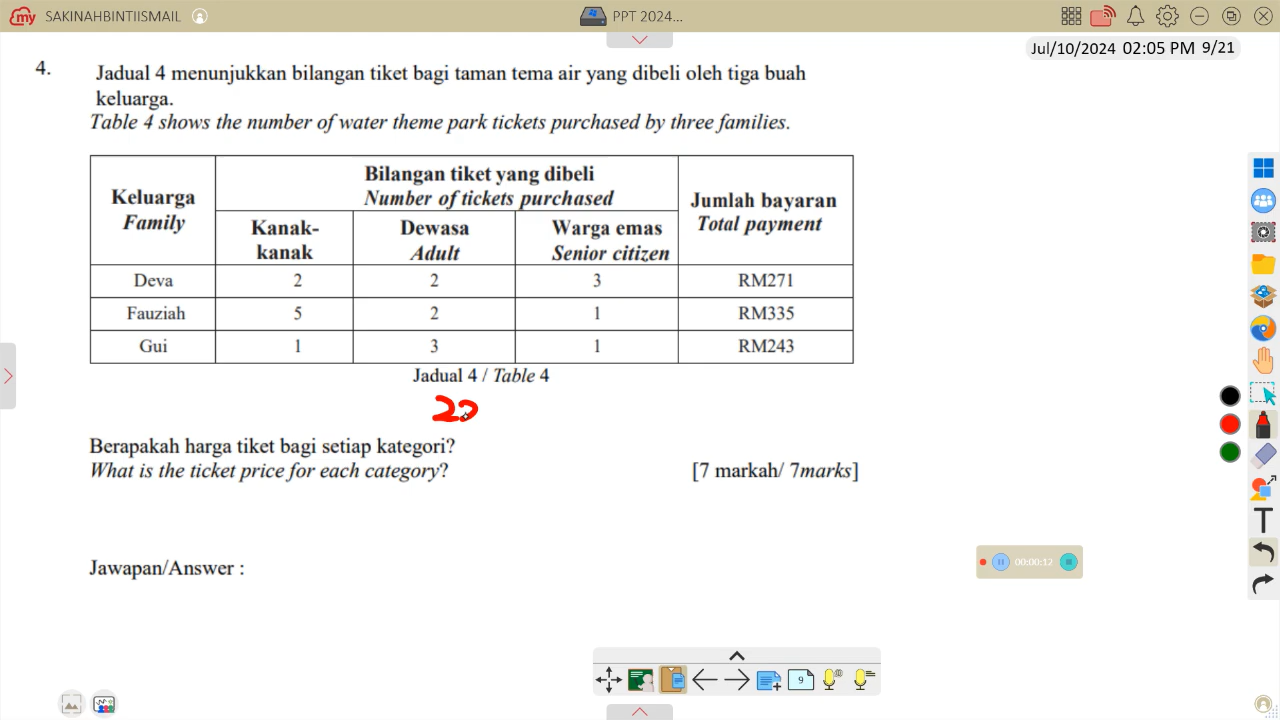 my SAKINAHBINTIISMAIL PPT 2024...
Jul/10/2024 02:05 PM 9/21
4. Jadual 4 menunjukkan bilangan tiket bagi taman tema air yang dibeli oleh tiga buah
keluarga.
Table 4 shows the number of water theme park tickets purchased by three families.
Keluarga
Family
Bilangan tiket yang dibeli
Number of tickets purchased
Jumlah bayaran
Total payment
Kanak-
kanak
Dewasa
Adult
Warga emas
Senior citizen
Deva 2 2 3 RM271
Fauziah 5 2 1 RM335
Gui 1 3 1 RM243
Jadual 4 / Table 4
Berapakah harga tiket bagi setiap kategori?
What is the ticket price for each category? [7 markah/ 7marks]
Jawapan/Answer :
00:00:12
T
9